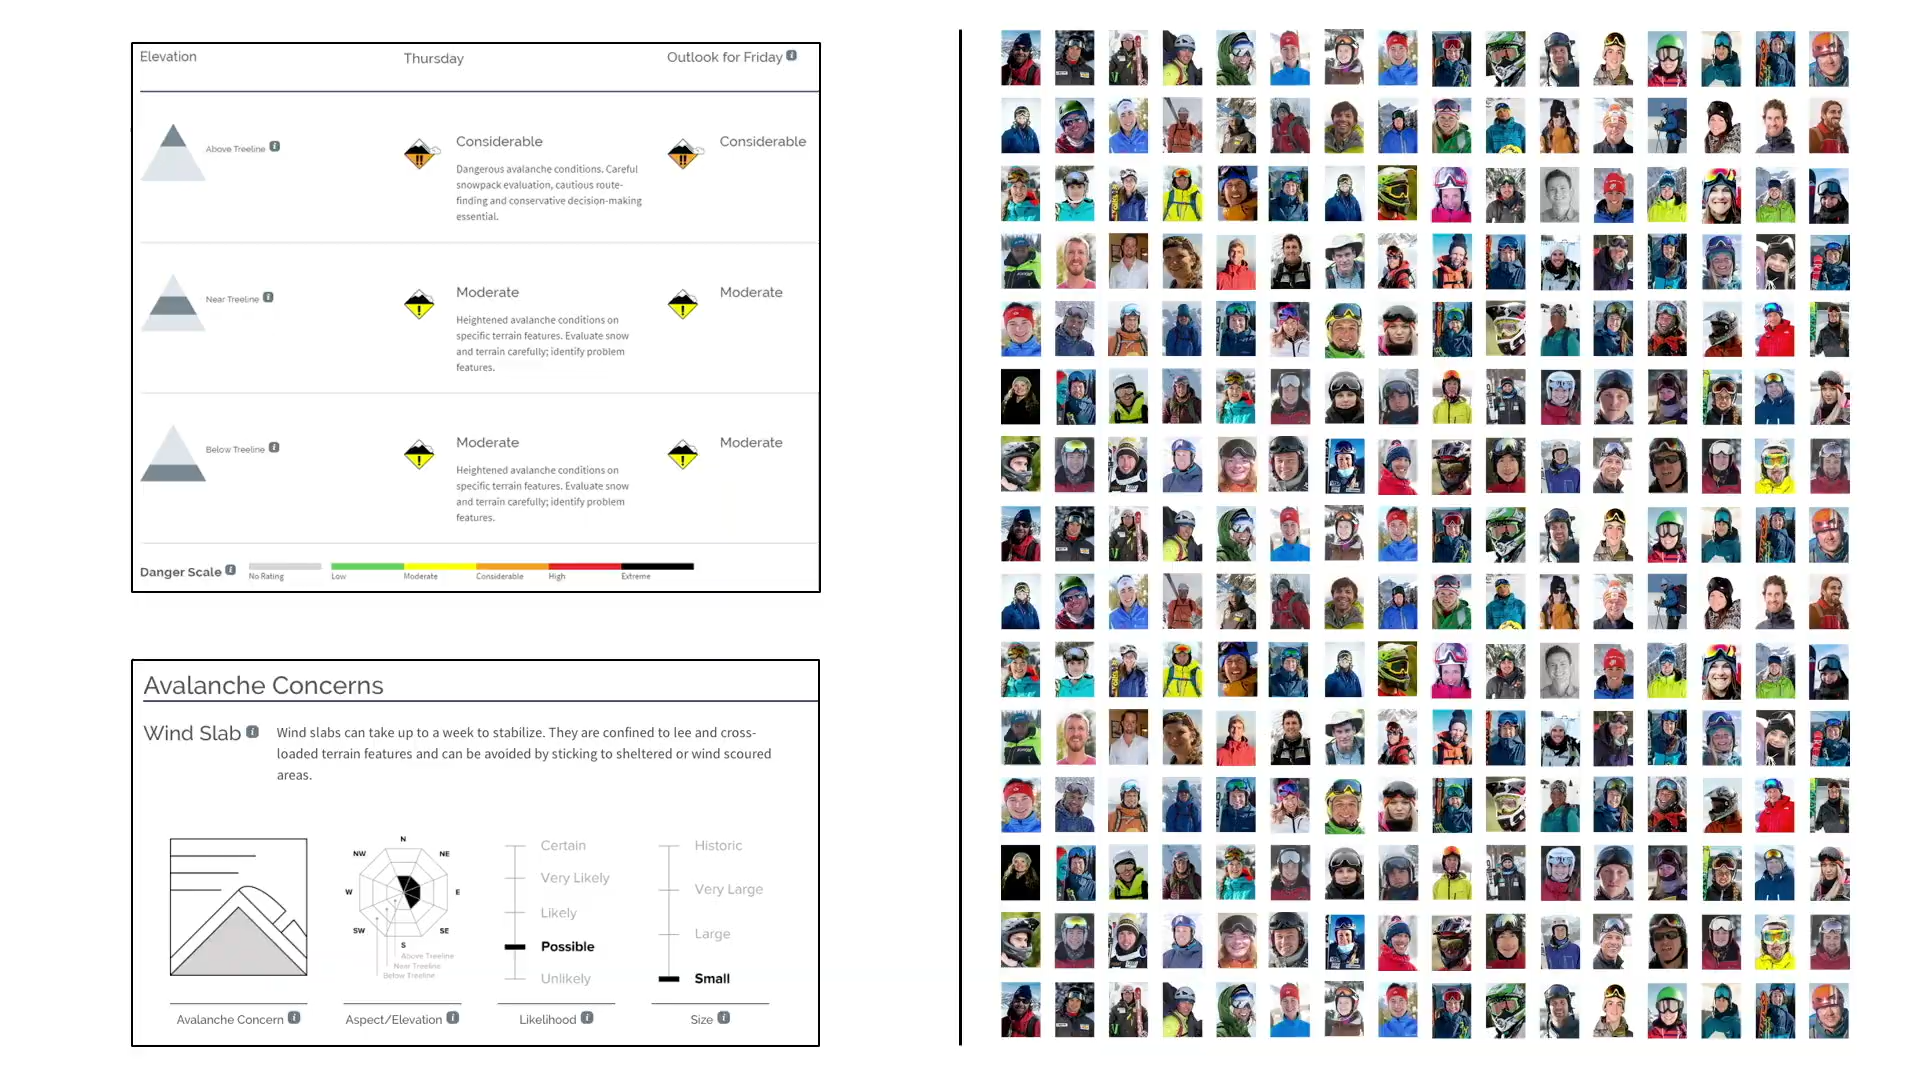 Elevation
Thursday
Outlook for Friday
Above Treeline
Considerable
Dangerous avalanche conditions. Careful
snowpack evaluation, cautious route-
finding and conservative decision-making
essential.
Considerable
Near Treeline
Moderate
Heightened avalanche conditions on
specific terrain features. Evaluate snow
and terrain carefully; identify problem
features.
Moderate
Below Treeline
Moderate
Heightened avalanche conditions on
specific terrain features. Evaluate snow
and terrain carefully; identify problem
features.
Moderate
Danger Scale
No Rating
Low
Moderate
Considerable
High
Extreme
Avalanche Concerns
Wind Slab
Wind slabs can take up to a week to stabilize. They are confined to lee and cross-
loaded terrain features and can be avoided by sticking to sheltered or wind scoured
areas.
N
NW
NE
W
E
SW
SE
S
Above Treeline
Near Treeline
Below Treeline
Certain
Very Likely
Likely
Possible
Unlikely
Historic
Very Large
Large
Small
Avalanche Concern
Aspect/Elevation
Likelihood
Size